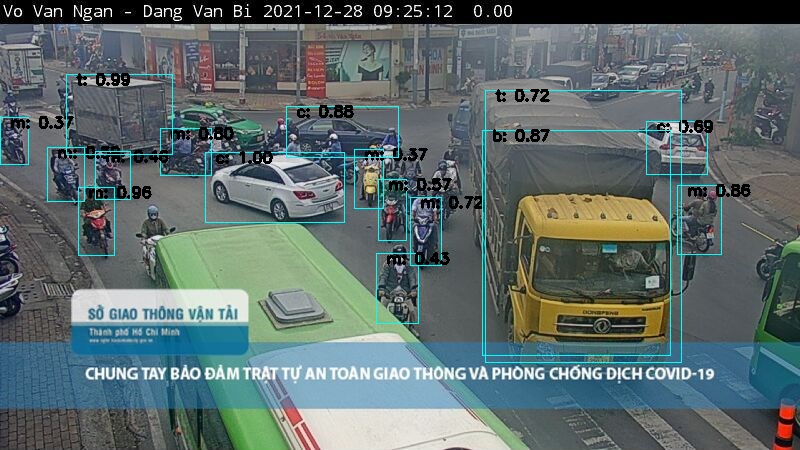 Vo Van Ngan - Dang Van Bi 2021-12-28 09:25:12 0.00
t: 0.99
t: 0.72
m: 0.37
c: 0.88
m: 0.80
b: 0.87
c: 0.69
c: 1.00
m: 0.37
m: 0.96
m: 0.57
m: 0.86
m: 0.72
m: 0.43
SỞ GIAO THÔNG VẬN TẢI
Thành phố Hồ Chí Minh
DONGFENG
CHUNG TAY BẢO ĐẢM TRẬT TỰ AN TOÀN GIAO THÔNG VÀ PHÒNG CHỐNG DỊCH COVID-19